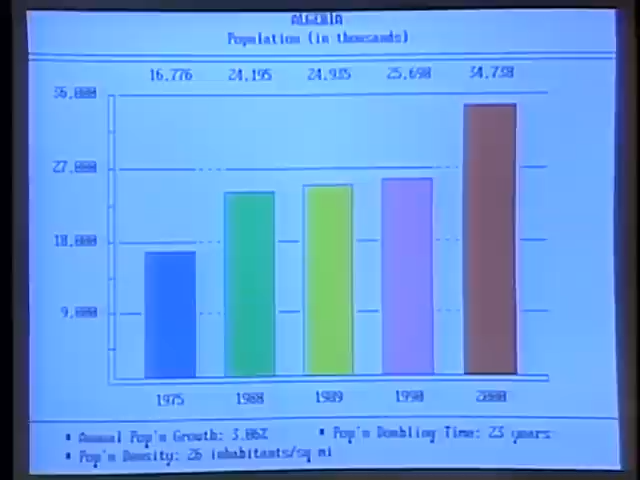 ALGERIA
Population (in thousands)
16,776 24,195 24,935 25,698 34,738
36,000
27,000
18,000
9,000
1975 1988 1989 1990 2000
▪ Annual Pop'n Growth: 3.06% ▪ Pop'n Doubling Time: 23 years
▪ Pop'n Density: 26 inhabitants/sq mi